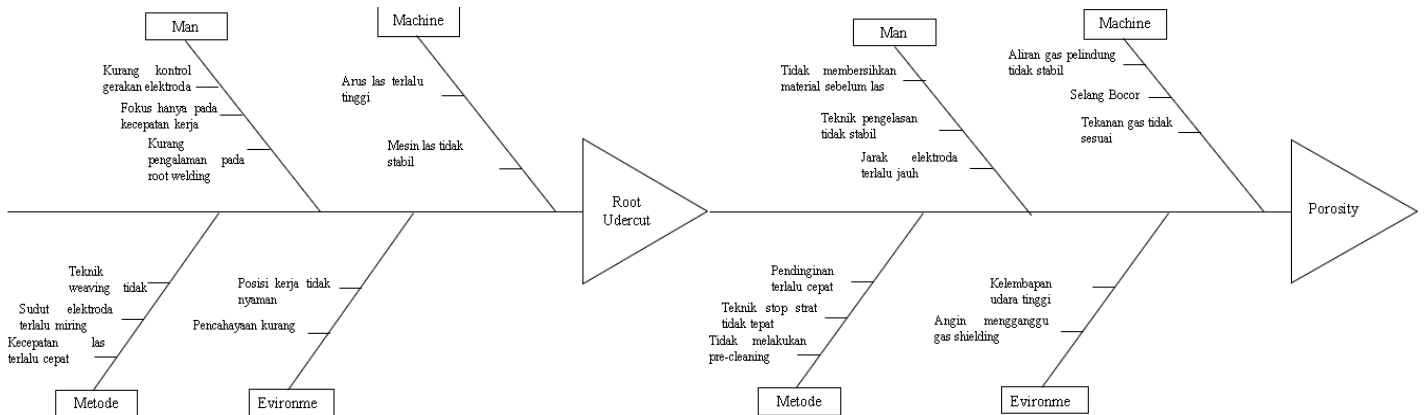 Man
Kurang kontrol
gerakan elektroda
Fokus hanya pada
kecepatan kerja
Kurang
pengalaman pada
root welding
Machine
Arus las terlalu
tinggi
Mesin las tidak
stabil
Root
Udercut
Teknik
weaving tidak
Sudut elektroda
terlalu miring
Kecepatan las
terlalu cepat
Metode
Posisi kerja tidak
nyaman
Pencahayaan kurang
Evironme
Man
Tidak membersihkan
material sebelum las
Teknik pengelasan
tidak stabil
Jarak elektroda
terlalu jauh
Machine
Aliran gas pelindung
tidak stabil
Selang Bocor
Tekanan gas tidak
sesuai
Porosity
Pendinginan
terlalu cepat
Teknik stop strat
tidak tepat
Tidak melakukan
pre-cleaning
Metode
Kelembapan
udara tinggi
Angin mengganggu
gas shielding
Evironme